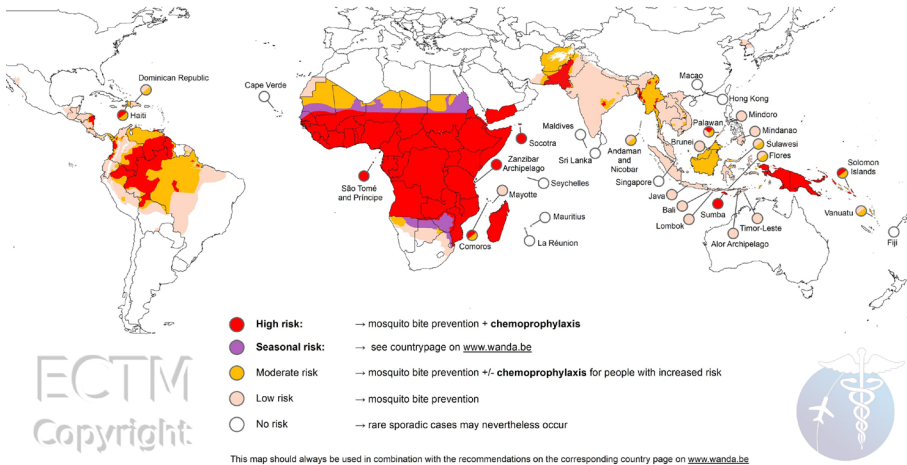 Dominican Republic
Haiti
Cape Verde
São Tomé
and Principe
Socotra
Zanzibar
Archipelago
Seychelles
Mayotte
Mauritius
La Réunion
Comoros
Maldives
Sri Lanka
Andaman
and
Nicobar
Singapore
Macao
Hong Kong
Palawan
Mindoro
Mindanao
Brunei
Sulawesi
Flores
Java
Bali
Lombok
Sumba
Alor Archipelago
Timor-Leste
Solomon
Islands
Vanuatu
Fiji
High risk: → mosquito bite prevention + chemoprophylaxis
Seasonal risk: → see countrypage on www.wanda.be
Moderate risk → mosquito bite prevention +/- chemoprophylaxis for people with increased risk
Low risk → mosquito bite prevention
No risk → rare sporadic cases may nevertheless occur
ECTM
Copyright
This map should always be used in combination with the recommendations on the corresponding country page on www.wanda.be